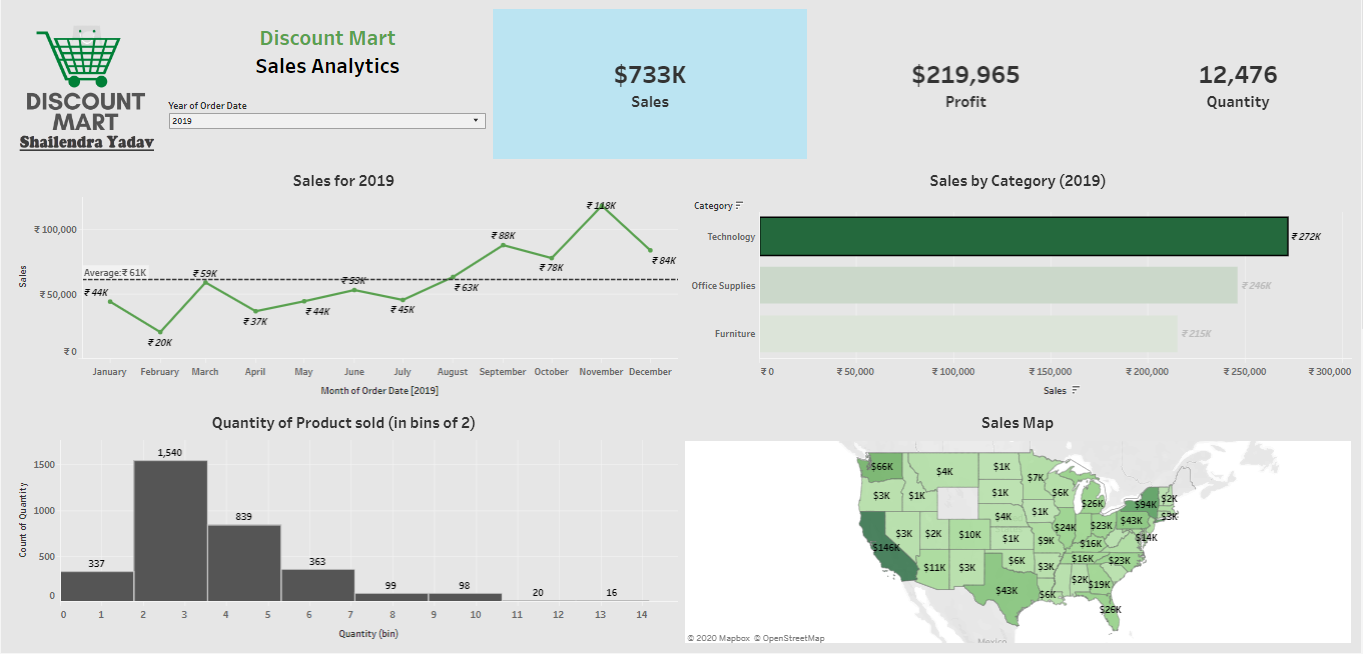 DISCOUNT
MART
Shailendra Yadav
Discount Mart
Sales Analytics
Year of Order Date
2019
$733K
Sales
$219,965
Profit
12,476
Quantity
Sales for 2019
Sales
₹ 100,000
₹ 50,000
₹ 0
Average:₹ 61K
₹ 44K
₹ 20K
₹ 59K
₹ 37K
₹ 44K
₹ 53K
₹ 45K
₹ 63K
₹ 88K
₹ 78K
₹ 118K
₹ 84K
January February March April May June July August September October November December
Month of Order Date [2019]
Sales by Category (2019)
Category
Technology
₹ 272K
Office Supplies
₹ 246K
Furniture
₹ 215K
₹ 0 ₹ 50,000 ₹ 100,000 ₹ 150,000 ₹ 200,000 ₹ 250,000 ₹ 300,000
Sales
Quantity of Product sold (in bins of 2)
Count of Quantity
1500
1000
500
0
337
1,540
839
363
99
98
20
16
0 1 2 3 4 5 6 7 8 9 10 11 12 13 14
Quantity (bin)
Sales Map
$66K
$4K
$1K
$7K
$3K
$1K
$1K
$6K
$26K
$94K
$2K
$3K
$4K
$1K
$24K
$23K
$43K
$14K
$146K
$3K
$2K
$10K
$1K
$9K
$16K
$11K
$3K
$6K
$3K
$16K
$23K
$43K
$6K
$2K
$19K
$26K
Mexico
© 2020 Mapbox © OpenStreetMap